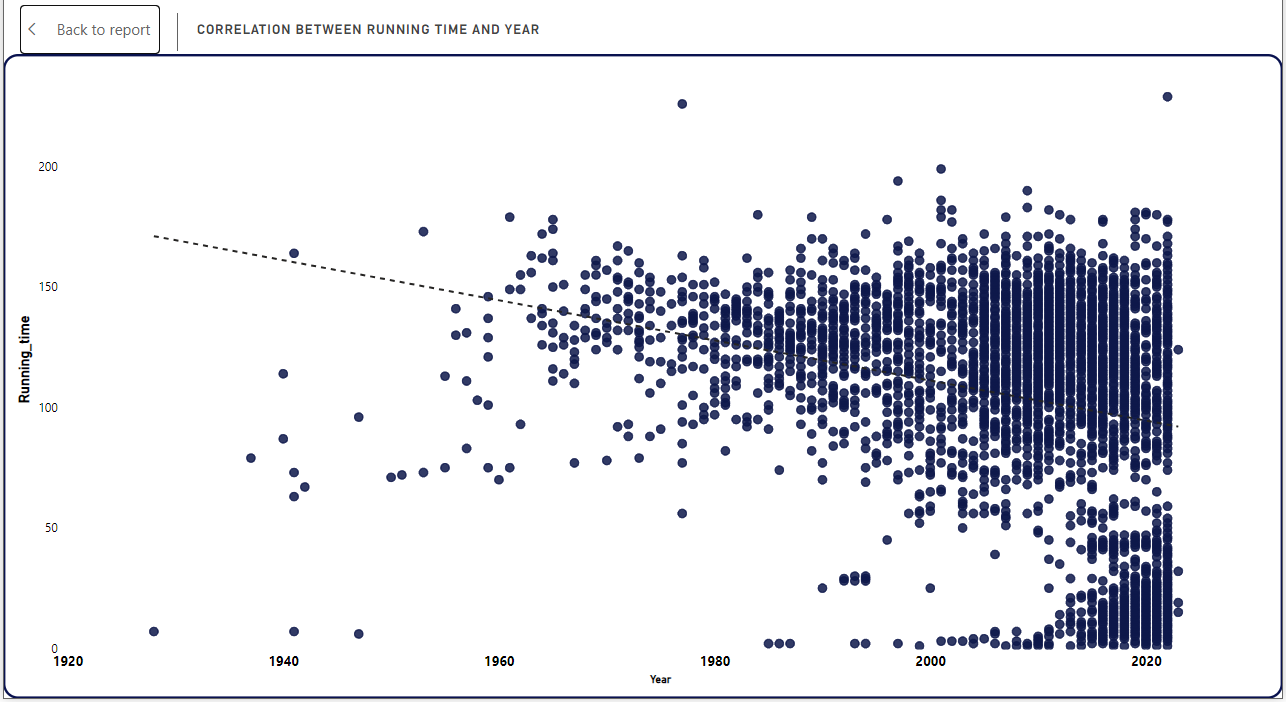 Back to report
CORRELATION BETWEEN RUNNING TIME AND YEAR
200
150
100
50
0
Running_time
1920 1940 1960 1980 2000 2020
Year